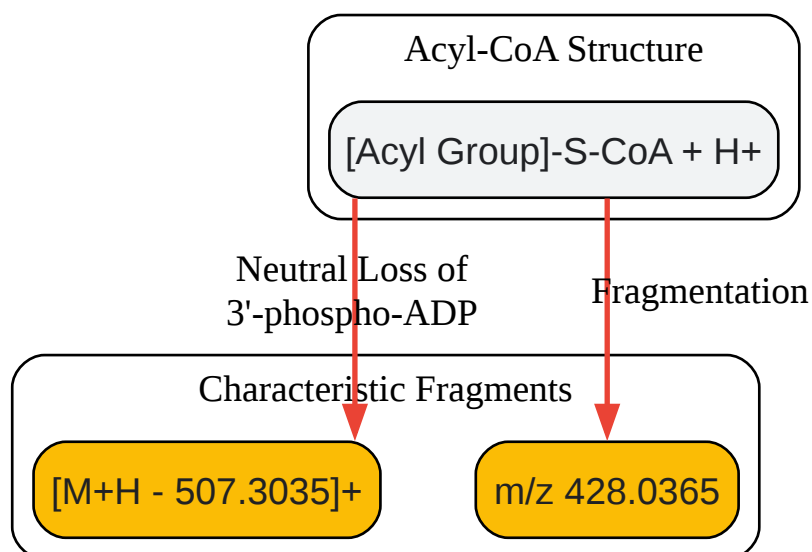 Acyl-CoA Structure
[Acyl Group]-S-CoA + H+
Neutral Loss of
3'-phospho-ADP
Fragmentation
Characteristic Fragments
[M+H - 507.3035]+
m/z 428.0365